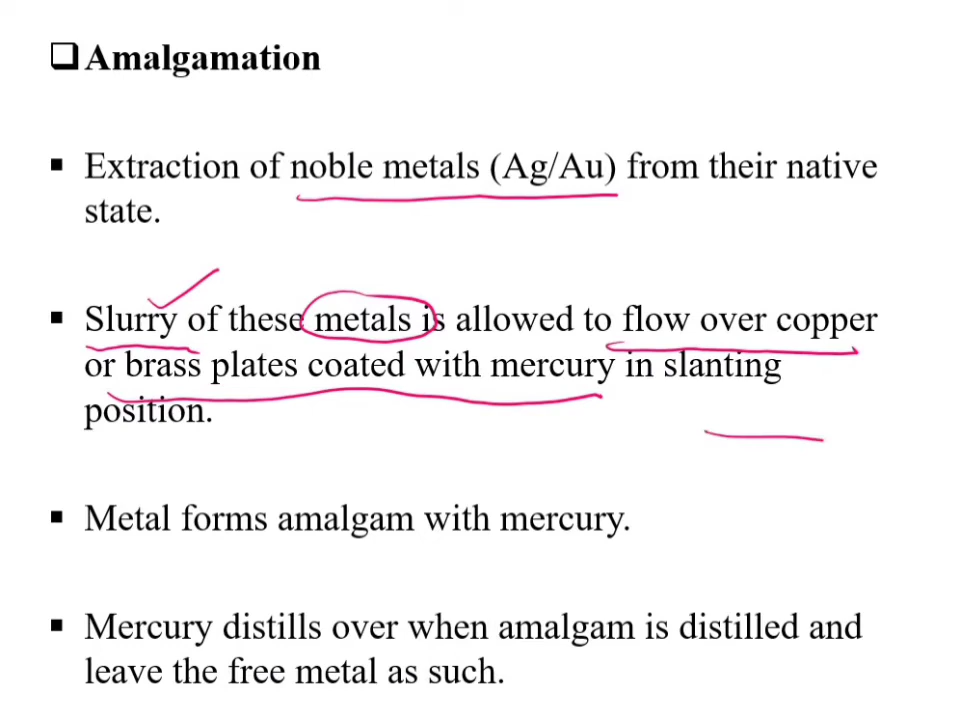 ❑ Amalgamation
▪ Extraction of noble metals (Ag/Au) from their native
state.
▪ Slurry of these metals is allowed to flow over copper
or brass plates coated with mercury in slanting
position.
▪ Metal forms amalgam with mercury.
▪ Mercury distills over when amalgam is distilled and
leave the free metal as such.